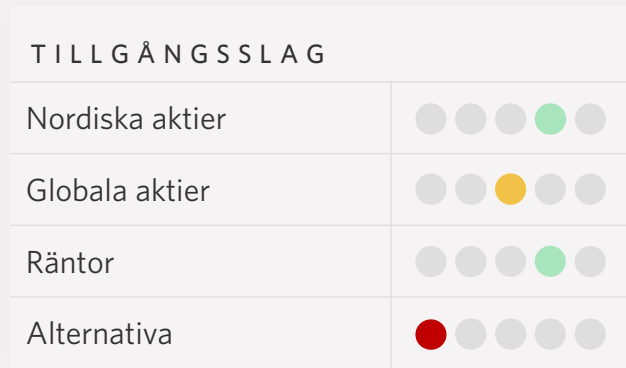 TILLGÅNGSSLAG
Nordiska aktier
Globala aktier
Räntor
Alternativa